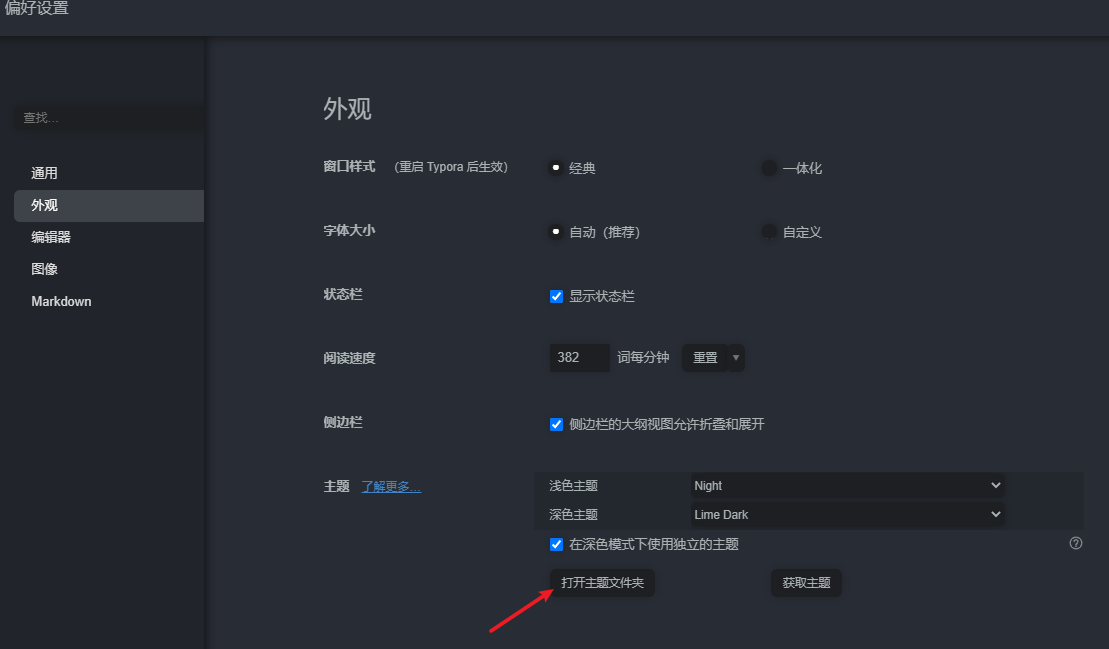 偏好设置
查找...
通用
外观
编辑器
图像
Markdown
外观
窗口样式 (重启 Typora 后生效) 经典 一体化
字体大小 自动（推荐） 自定义
状态栏 显示状态栏
阅读速度 382 词每分钟 重置
侧边栏 侧边栏的大纲视图允许折叠和展开
主题 了解更多... 浅色主题 Night
深色主题 Lime Dark
在深色模式下使用独立的主题
打开主题文件夹 获取主题